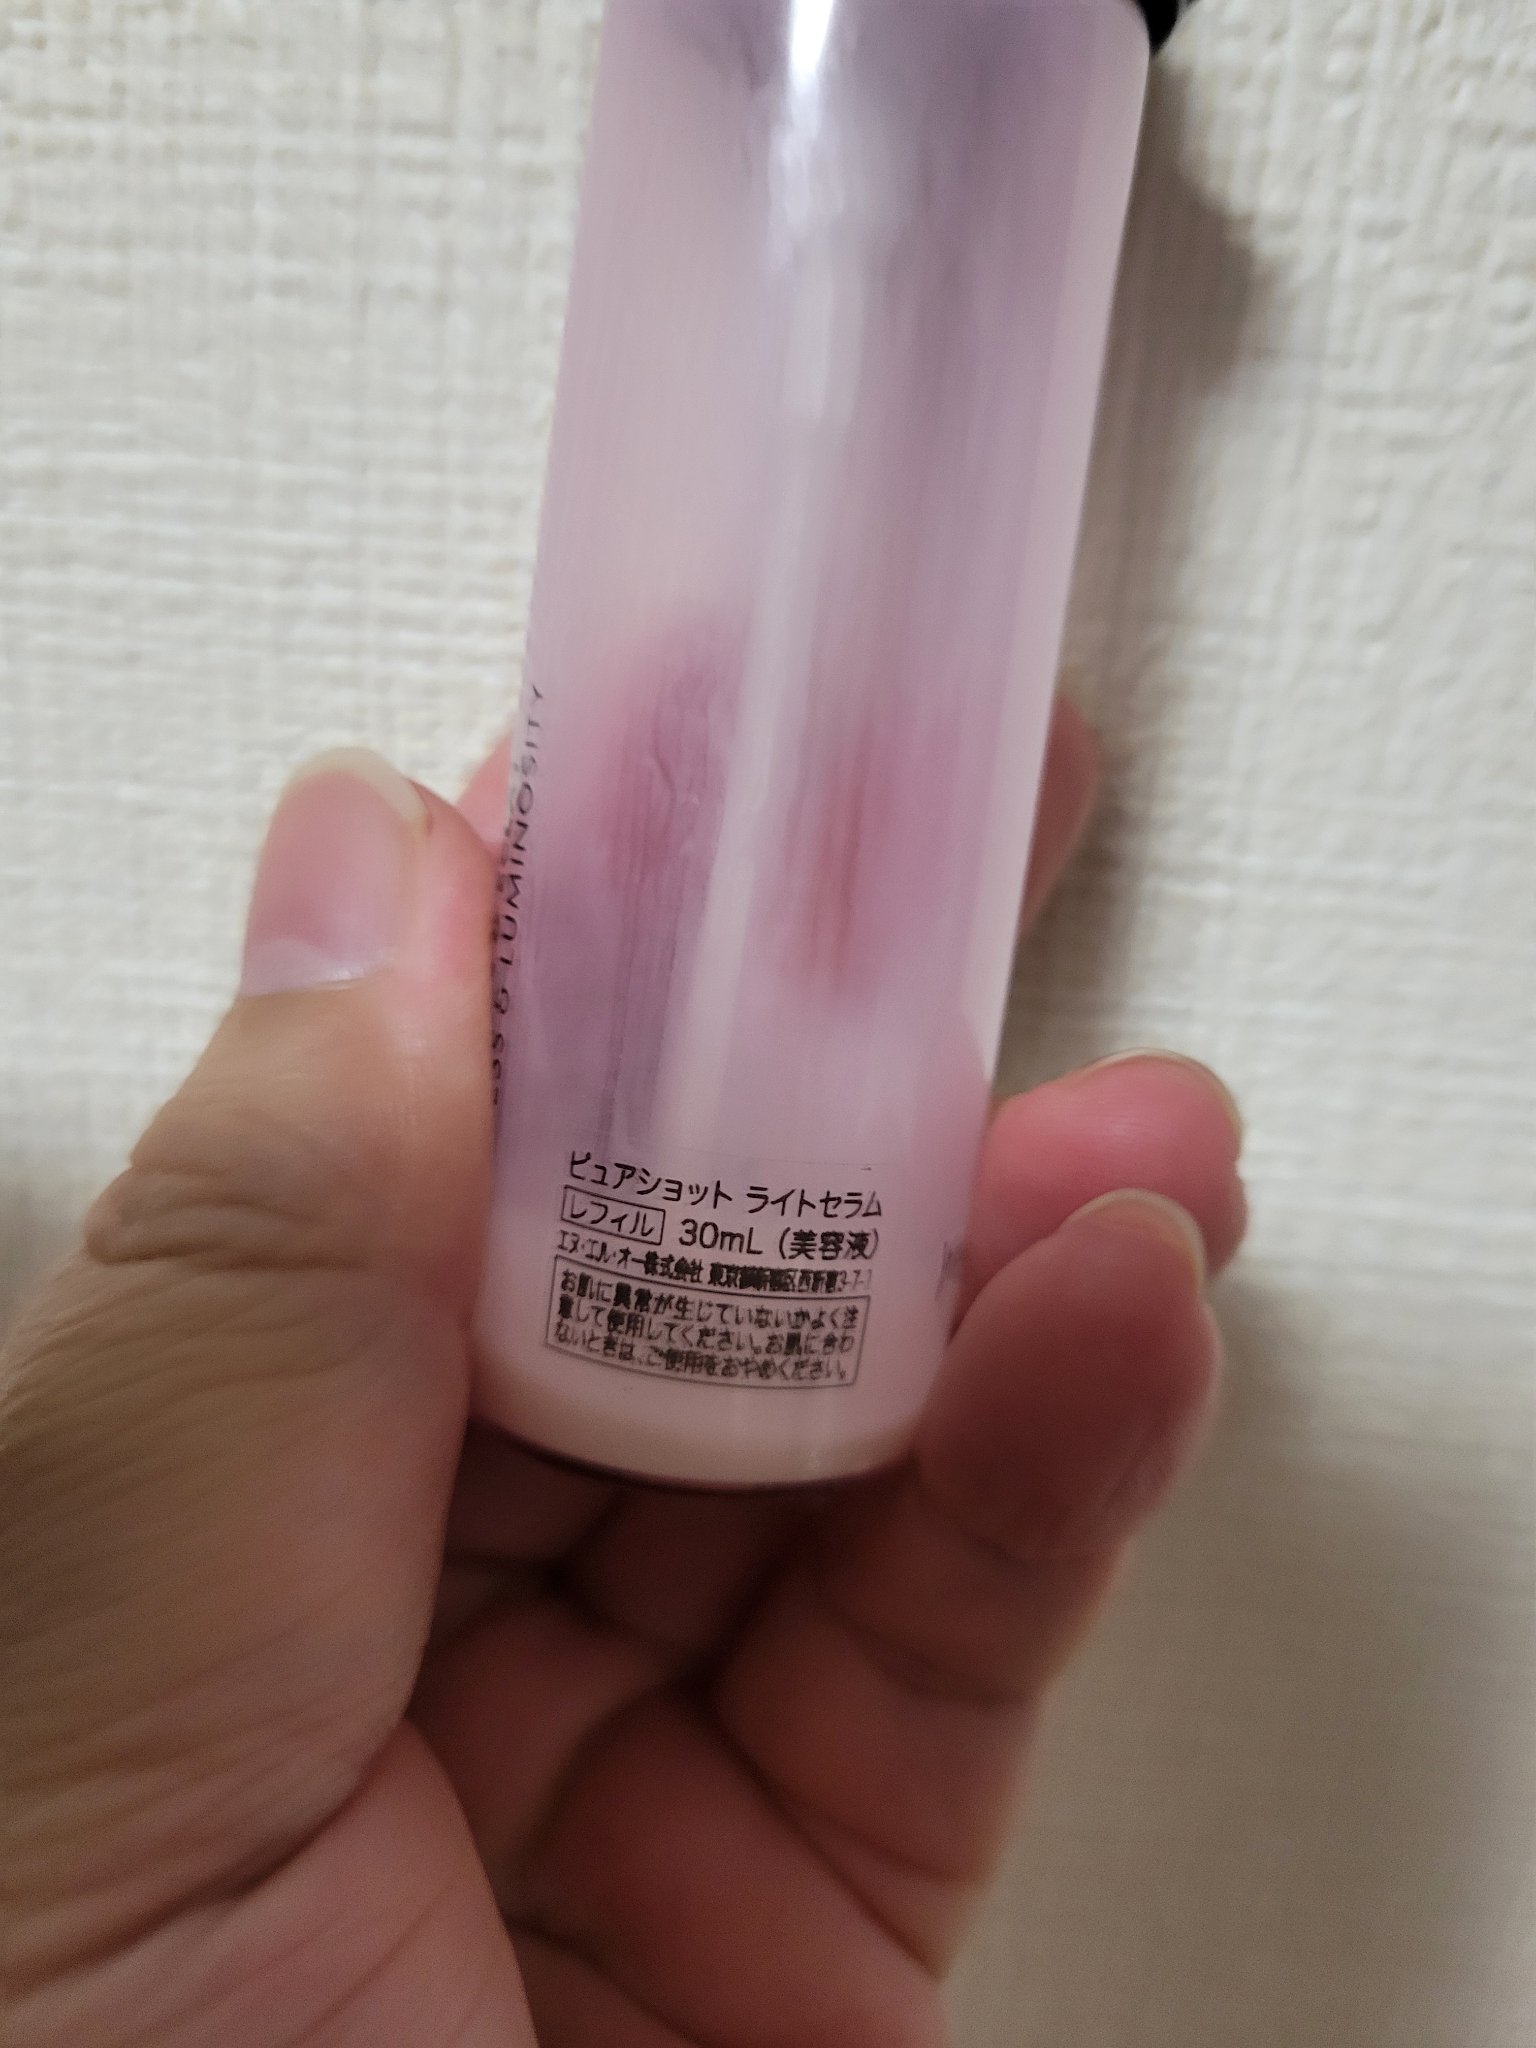 & LUMINOSITY
ピュアショット ライトセラム
レフィル 30mL (美容液)
エヌ・エル・オー株式会社 東京都新宿区西新宿3-7-1
お肌に異常が生じていないかよく注
意して使用してください。お肌に合わ
ないときは、ご使用をおやめください。